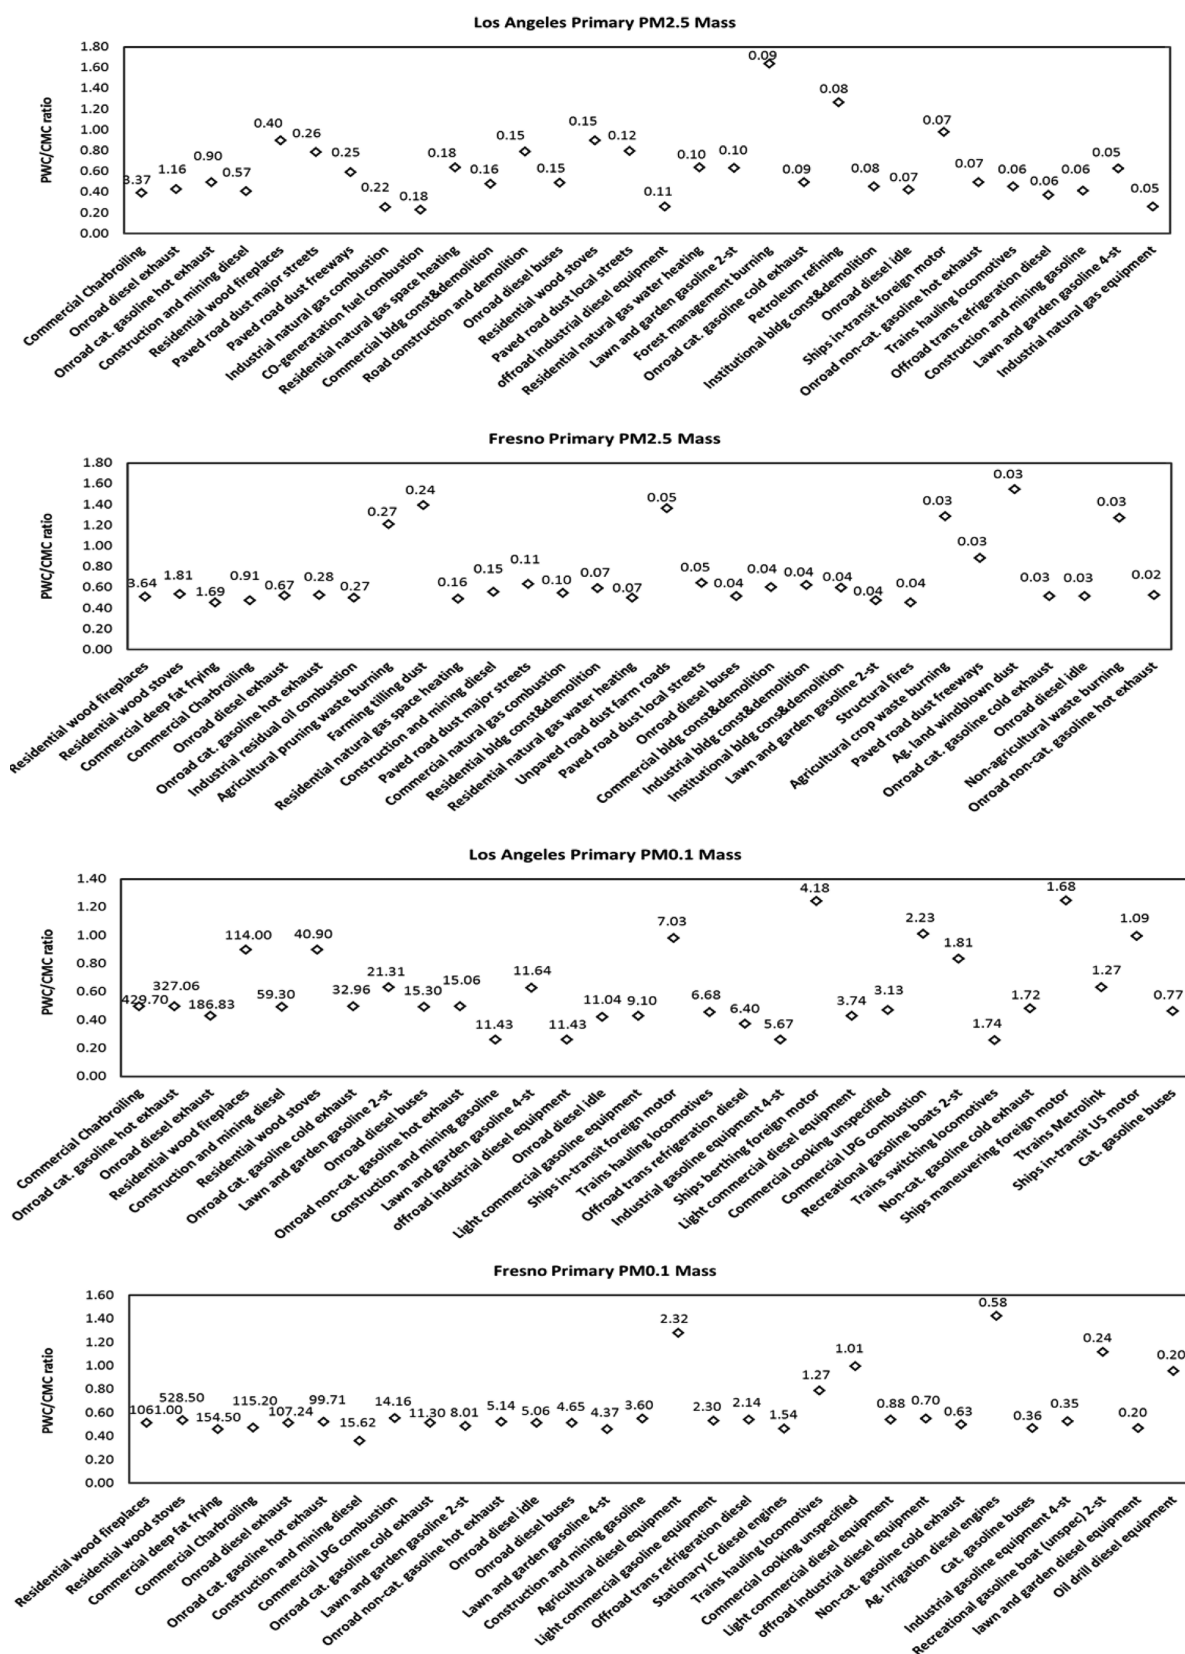 Los Angeles Primary PM2.5 Mass
PWC/CMC ratio
1.80
1.60
1.40
1.20
1.00
0.80
0.60
0.40
0.20
0.00
3.37 1.16 0.90 0.57 0.40 0.26 0.25 0.22 0.18 0.18 0.16 0.15 0.15 0.15 0.12 0.11 0.10 0.10 0.09 0.09 0.08 0.08 0.07 0.07 0.07 0.06 0.06 0.06 0.05 0.05
Commercial Charbroiling
Onroad diesel exhaust
Onroad cat. gasoline hot exhaust
Construction and mining diesel
Residential wood fireplaces
Paved road dust major streets
Paved road dust freeways
Industrial natural gas combustion
CO-generation natural fuel combustion
Residential natural gas space heating
Commercial bldg const&demolition
Road construction and demolition
Onroad diesel buses
Residential wood stoves
Paved road dust local streets
offroad industrial diesel equipment
Residential natural gas water heating
Lawn and garden gasoline 2-st
Forest management burning
Onroad cat. gasoline cold exhaust
Petroleum refining
Institutional bldg const&demolition
Onroad diesel idle
Ships in-transit foreign motor
Onroad non-cat. gasoline hot exhaust
Trains hauling locomotives
Offroad trans refrigeration diesel
Construction and mining gasoline
Lawn and garden gasoline 4-st
Industrial natural gas equipment
Fresno Primary PM2.5 Mass
PWC/CMC ratio
1.80
1.60
1.40
1.20
1.00
0.80
0.60
0.40
0.20
0.00
3.64 1.81 1.69 0.91 0.67 0.28 0.27 0.27 0.24 0.16 0.15 0.11 0.10 0.07 0.07 0.05 0.05 0.04 0.04 0.04 0.04 0.04 0.04 0.03 0.03 0.03 0.03 0.03 0.03 0.02
Residential wood fireplaces
Residential wood stoves
Commercial deep fat frying
Commercial Charbroiling
Onroad diesel exhaust
Onroad cat. gasoline hot exhaust
Industrial residual oil combustion
Agricultural pruning waste burning
Farming tilling dust
Residential natural gas space heating
Construction and mining diesel
Paved road dust major streets
Commercial natural gas combustion
Residential bldg const&demolition
Residential natural gas water heating
Unpaved road dust farm roads
Paved road dust local streets
Onroad diesel buses
Commercial bldg const&demolition
Industrial bldg const&demolition
Institutional bldg cons&demolition
Lawn and garden gasoline 2-st
Structural fires
Agricultural crop waste burning
Paved road dust freeways
Ag. land windblown dust
Onroad cat. gasoline cold exhaust
Onroad diesel idle
Non-agricultural waste burning
Onroad non-cat. gasoline hot exhaust
Los Angeles Primary PM0.1 Mass
PWC/CMC ratio
1.40
1.20
1.00
0.80
0.60
0.40
0.20
0.00
429.70 327.06 186.83 114.00 59.30 40.90 32.96 21.31 15.30 15.06 11.43 11.64 11.43 11.04 9.10 7.03 6.68 6.40 5.67 4.18 3.74 3.13 2.23 1.81 1.74 1.72 1.68 1.27 1.09 0.77
Commercial Charbroiling
Onroad cat. gasoline hot exhaust
Onroad diesel exhaust
Residential wood fireplaces
Construction and mining diesel
Residential wood stoves
Onroad cat. gasoline cold exhaust
Lawn and garden gasoline 2-st
Onroad diesel buses
Onroad non-cat. gasoline hot exhaust
Construction and mining gasoline
Lawn and garden gasoline 4-st
offroad industrial diesel equipment
Onroad diesel idle
Light commercial gasoline equipment
Ships in-transit foreign motor
Trains hauling locomotives
Offroad trans refrigeration diesel
Industrial gasoline equipment 4-st
Ships berthing foreign motor
Light commercial diesel equipment
Commercial cooking unspecified
Commercial LPG combustion
Recreational gasoline boats 2-st
Trains switching locomotives
Non-cat. gasoline cold exhaust
Ships maneuvering foreign motor
Ttrains Metrolink
Ships in-transit US motor
Cat. gasoline buses
Fresno Primary PM0.1 Mass
PWC/CMC ratio
1.60
1.40
1.20
1.00
0.80
0.60
0.40
0.20
0.00
1061.00 528.50 154.50 115.20 107.24 99.71 15.62 14.16 11.30 8.01 5.14 5.06 4.65 4.37 3.60 2.32 2.30 2.14 1.54 1.27 1.01 0.88 0.70 0.63 0.58 0.36 0.35 0.24 0.20 0.20
Residential wood fireplaces
Residential wood stoves
Commercial deep fat frying
Commercial Charbroiling
Onroad diesel exhaust
Onroad cat. gasoline hot exhaust
Construction and mining diesel
Commercial LPG combustion
Onroad cat. gasoline cold exhaust
Lawn and garden gasoline 2-st
Onroad non-cat. gasoline hot exhaust
Onroad diesel idle
Onroad diesel buses
Lawn and garden gasoline 4-st
Construction and mining gasoline
Agricultural diesel equipment
Light commercial gasoline equipment
Offroad trans refrigeration diesel
Stationary IC diesel engines
Trains hauling locomotives
Commercial cooking unspecified
Light commercial diesel equipment
offroad industrial diesel equipment
Non-cat. gasoline cold exhaust
Ag. Irrigation diesel engines
Cat. gasoline buses
Industrial gasoline equipment 4-st
Recreational gasoline boat (unspec) 2-st
lawn and garden diesel equipment
Oil drill diesel equipment